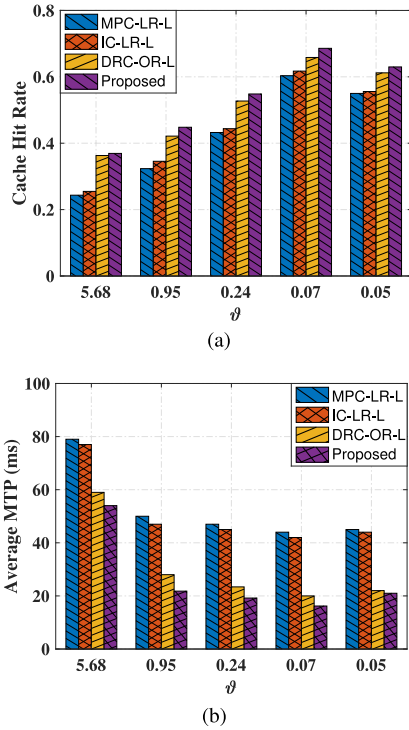 0.8
0.6
0.4
0.2
0
Cache Hit Rate
MPC-LR-L
IC-LR-L
DRC-OR-L
Proposed
5.68 0.95 0.24 0.07 0.05
ϑ
(a)
100
80
60
40
20
0
Average MTP (ms)
MPC-LR-L
IC-LR-L
DRC-OR-L
Proposed
5.68 0.95 0.24 0.07 0.05
ϑ
(b)